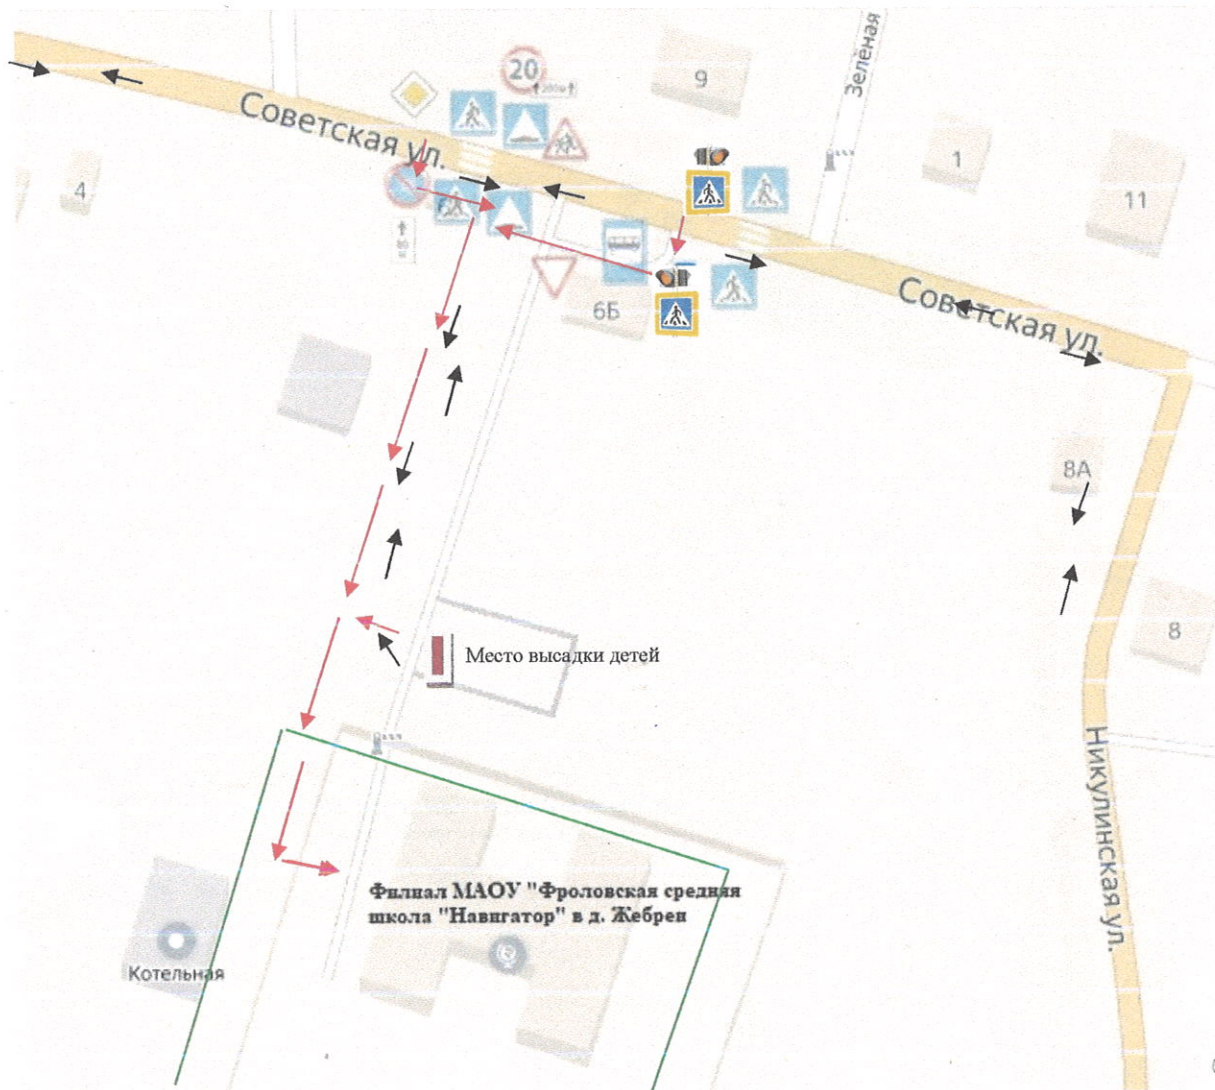 20
200м
9
Зелёная
Советская ул.
4
1
11
6Б
Советская ул.
8А
Место высадки детей
8
Никулинская ул.
Филиал МАОУ "Фроловская средняя
школа "Навигатор" в д. Жебреи
Котельная